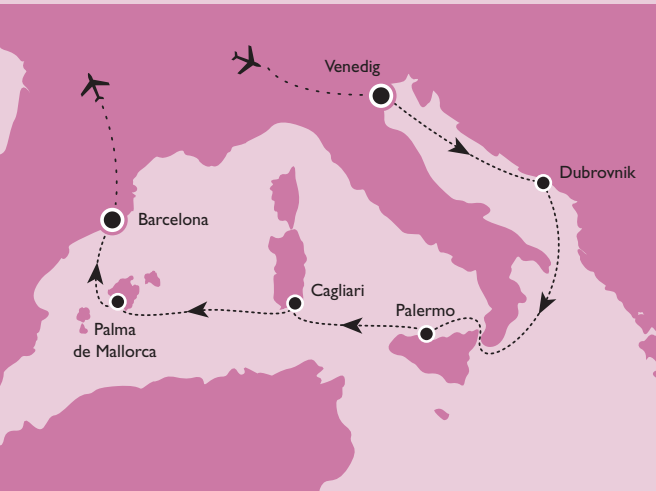 Venedig
Dubrovnik
Barcelona
Cagliari
Palermo
Palma
de Mallorca